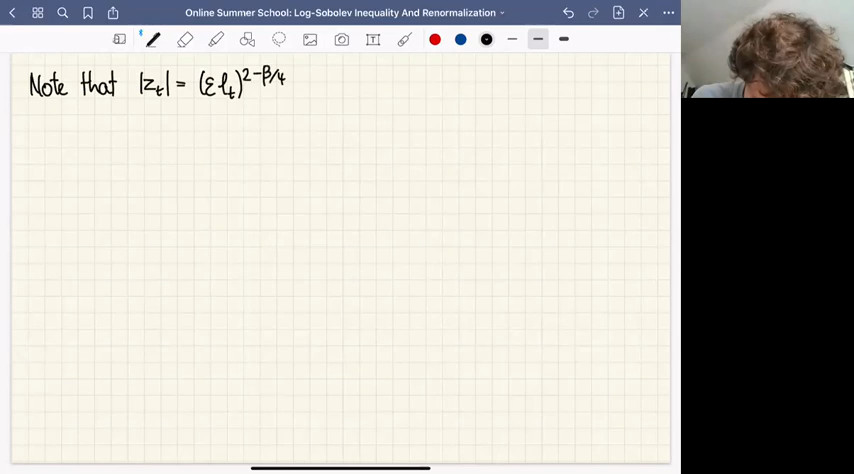 Online Summer School: Log-Sobolev Inequality And Renormalization
Note that |z_t| = (εℓ_t)^{2-β/4}